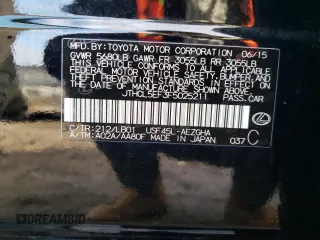 MFD. BY: TOYOTA MOTOR CORPORATION 06/15
GVWR 5680LB GAWR FR 3055LB RR 3055LB
THIS VEHICLE CONFORMS TO ALL APPLICABLE
FEDERAL MOTOR VEHICLE SAFETY, BUMPER, AND
THEFT PREVENTION STANDARDS IN EFFECT ON
THE DATE OF MANUFACTURE SHOWN ABOVE.
JTHDL5EF3F5025211 PASS.CAR
C/TR: 212/LB01 USF45L-AEZGHA C
A/TM: A02A/AA80F MADE IN JAPAN 037
DREAMBID